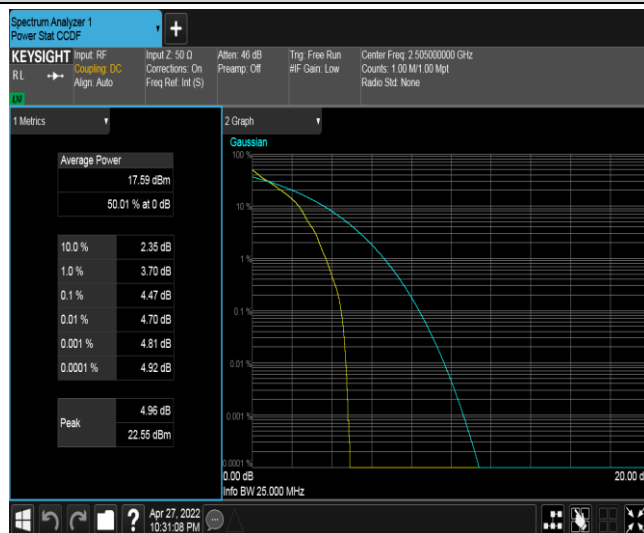 Spectrum Analyzer 1
Power Stat CCDF
+
KEYSIGHT
RL
LXI
Input: RF
Coupling: DC
Align: Auto
Input Z: 50 Ω
Corrections: On
Freq Ref: Int (S)
Atten: 46 dB
Preamp: Off
Trig: Free Run
#IF Gain: Low
Center Freq: 2.505000000 GHz
Counts: 1.00 M/1.00 Mpt
Radio Std: None
1 Metrics
Average Power
17.59 dBm
50.01 % at 0 dB
10.0 % 2.35 dB
1.0 % 3.70 dB
0.1 % 4.47 dB
0.01 % 4.70 dB
0.001 % 4.81 dB
0.0001 % 4.92 dB
Peak
4.96 dB
22.55 dBm
2 Graph
Gaussian
100 %
10 %
1 %
0.1 %
0.01 %
0.001 %
0.0001 %
0.00 dB
20.00 d
Info BW 25.000 MHz
?
Apr 27, 2022
10:31:08 PM